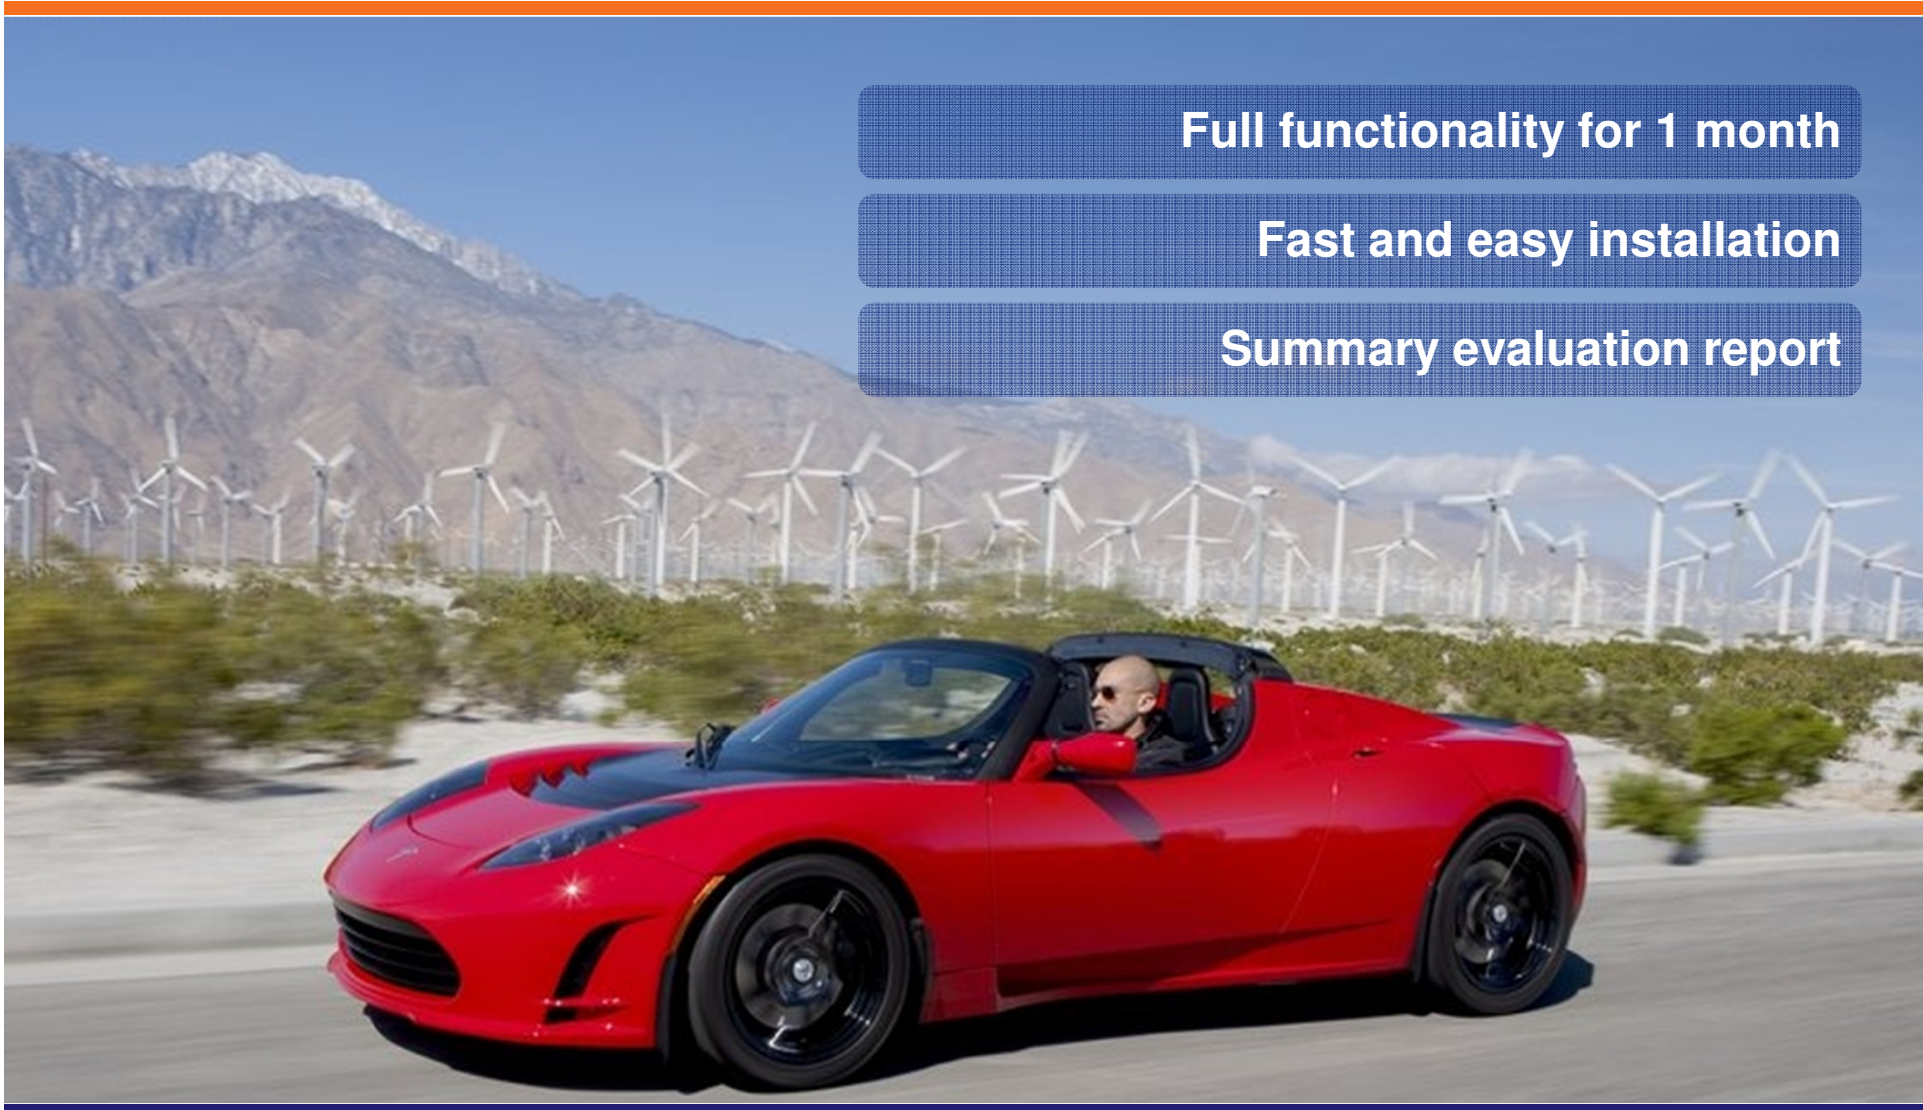 Full functionality for 1 month
Fast and easy installation
Summary evaluation report